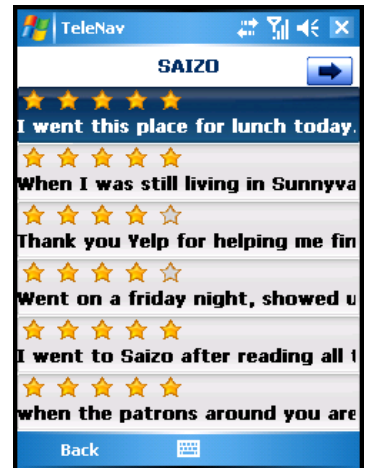 TeleNav
SAIZO
I went this place for lunch today.
When I was still living in Sunnyva
Thank you Yelp for helping me fin
Went on a friday night, showed u
I went to Saizo after reading all t
when the patrons around you are
Back